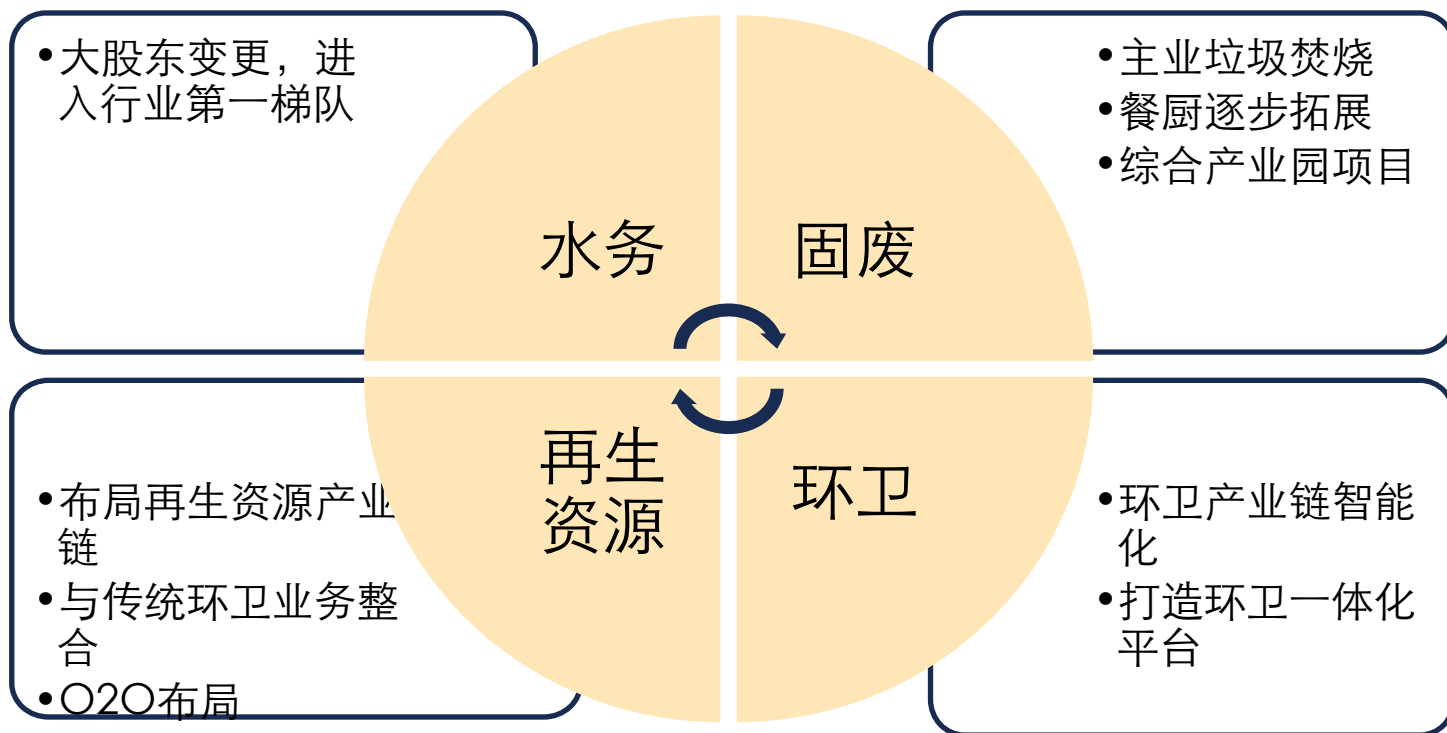 •大股东变更，进
入行业第一梯队
•主业垃圾焚烧
•餐厨逐步拓展
•综合产业园项目
水务
固废
再生
资源
环卫
•布局再生资源产业
链
•与传统环卫业务整
合
•O2O布局
•环卫产业链智能
化
•打造环卫一体化
平台